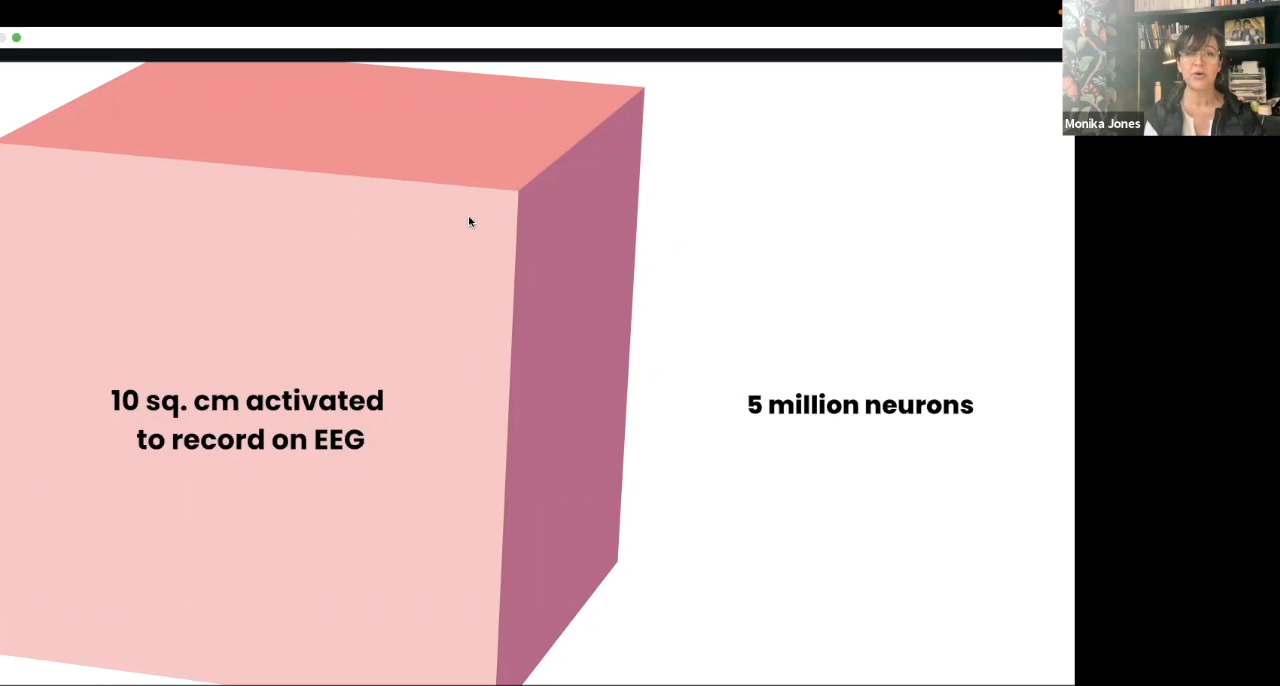 Monika Jones
10 sq. cm activated
to record on EEG
5 million neurons